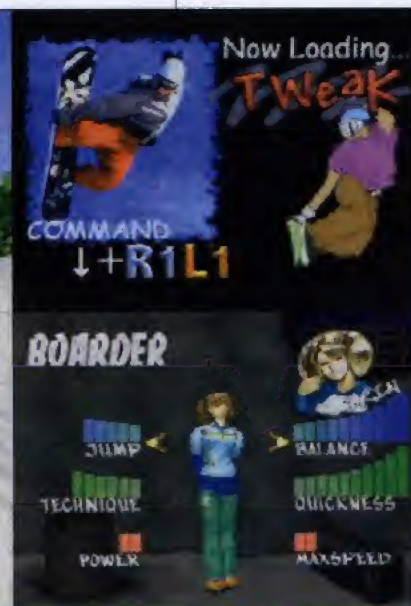 Now Loading...
TWeaK
COMMAND
↓+R1L1
BOARDER
JUMP
BALANCE
TECHNIQUE
QUICKNESS
POWER
MAXSPEED